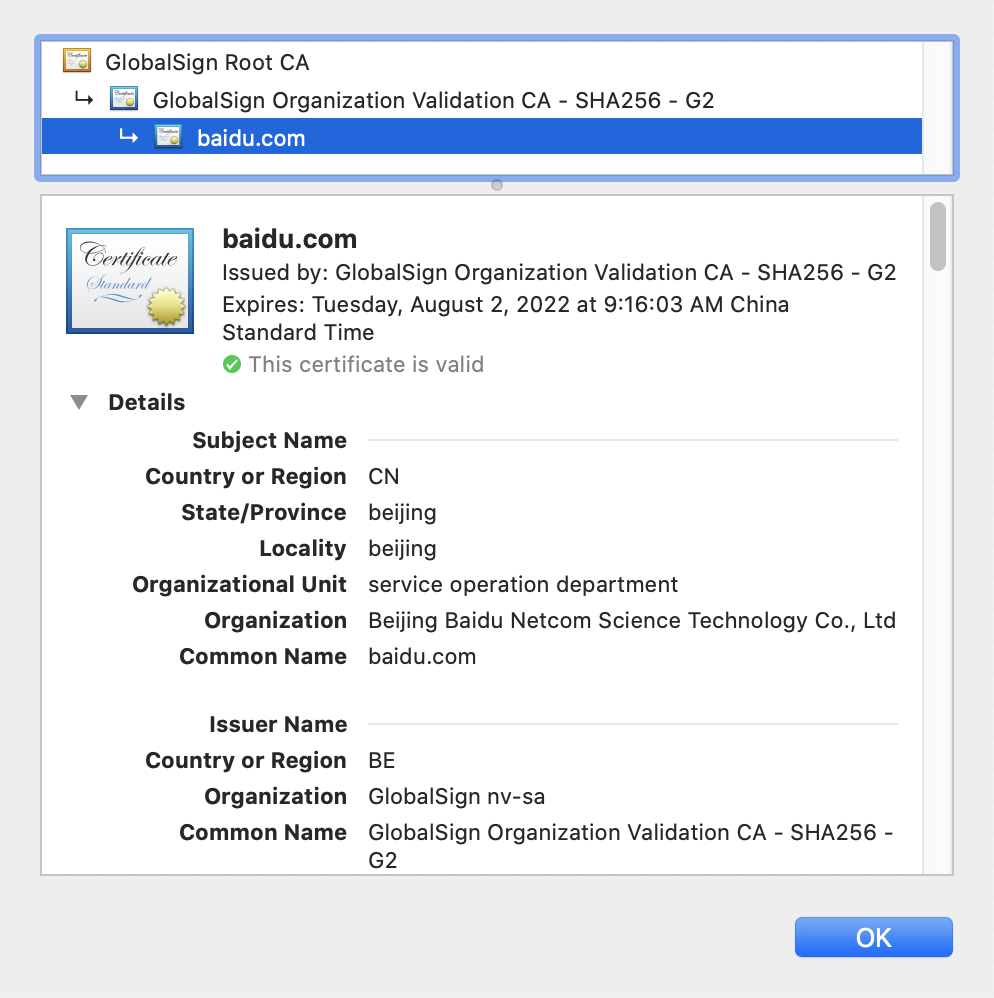 GlobalSign Root CA
GlobalSign Organization Validation CA - SHA256 - G2
baidu.com
Certificate
Standard
baidu.com
Issued by: GlobalSign Organization Validation CA - SHA256 - G2
Expires: Tuesday, August 2, 2022 at 9:16:03 AM China
Standard Time
This certificate is valid
Details
Subject Name
Country or Region CN
State/Province beijing
Locality beijing
Organizational Unit service operation department
Organization Beijing Baidu Netcom Science Technology Co., Ltd
Common Name baidu.com
Issuer Name
Country or Region BE
Organization GlobalSign nv-sa
Common Name GlobalSign Organization Validation CA - SHA256 -
G2
OK